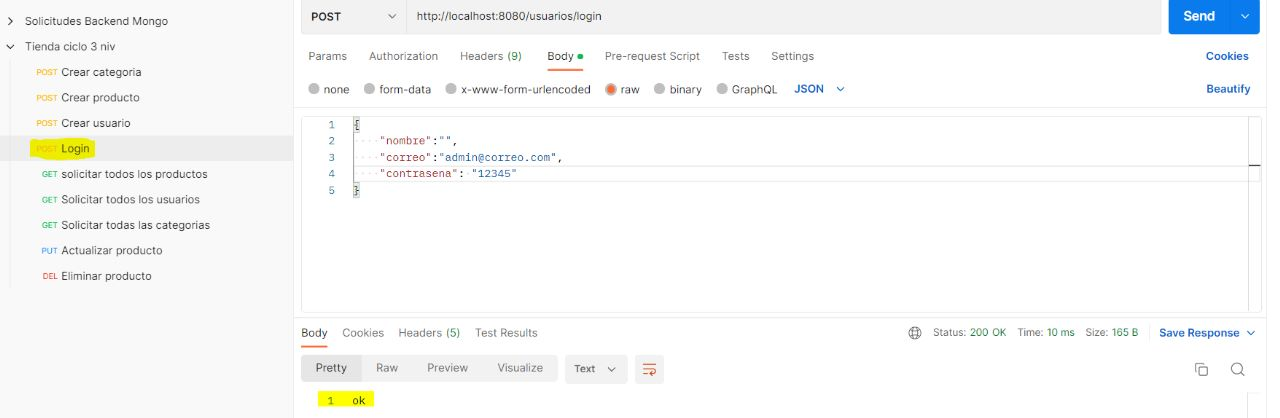 Solicitudes Backend Mongo
Tienda ciclo 3 niv
POST Crear categoria
POST Crear producto
POST Crear usuario
POST Login
GET solicitar todos los productos
GET Solicitar todos los usuarios
GET Solicitar todas las categorias
PUT Actualizar producto
DEL Eliminar producto
POST http://localhost:8080/usuarios/login Send
Params Authorization Headers (9) Body Pre-request Script Tests Settings Cookies
none form-data x-www-form-urlencoded raw binary GraphQL JSON Beautify
1 {
2 "nombre":"",
3 "correo":"admin@correo.com",
4 "contrasena": "12345"
5 }
Body Cookies Headers (5) Test Results Status: 200 OK Time: 10 ms Size: 165 B Save Response
Pretty Raw Preview Visualize Text
1 ok